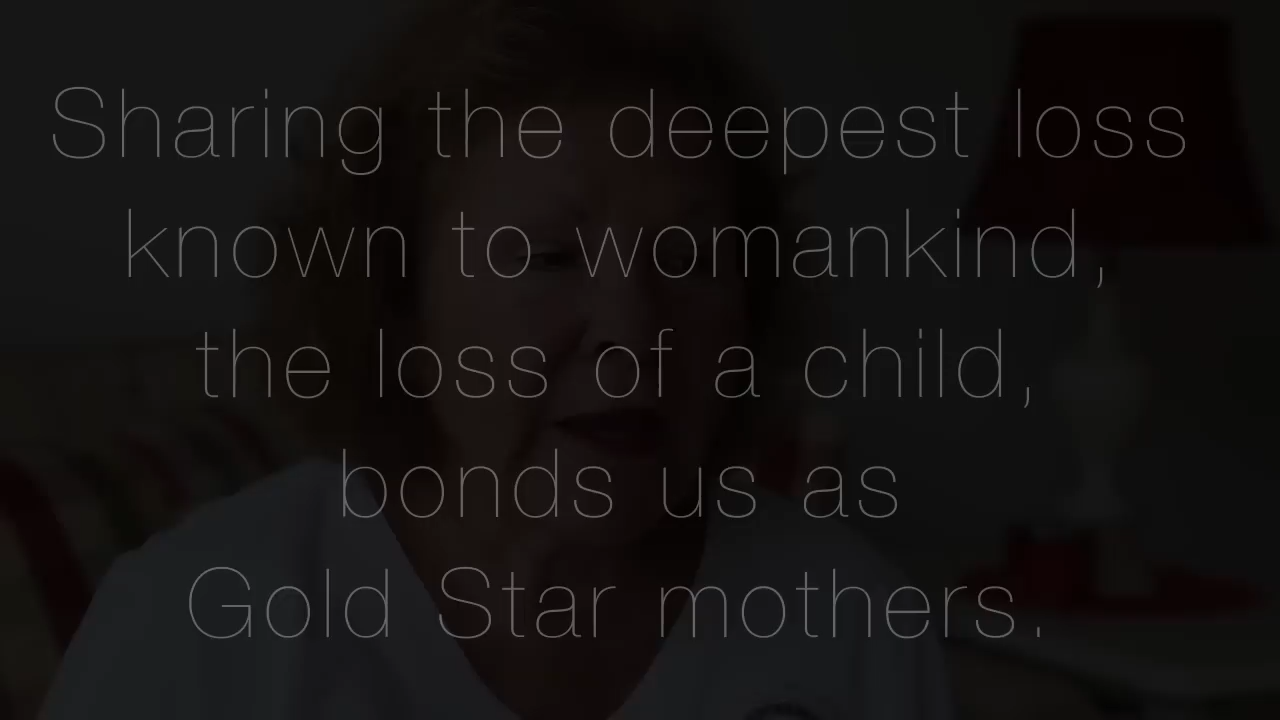 Sharing the deepest loss
known to womankind,
the loss of a child,
bonds us as
Gold Star mothers.